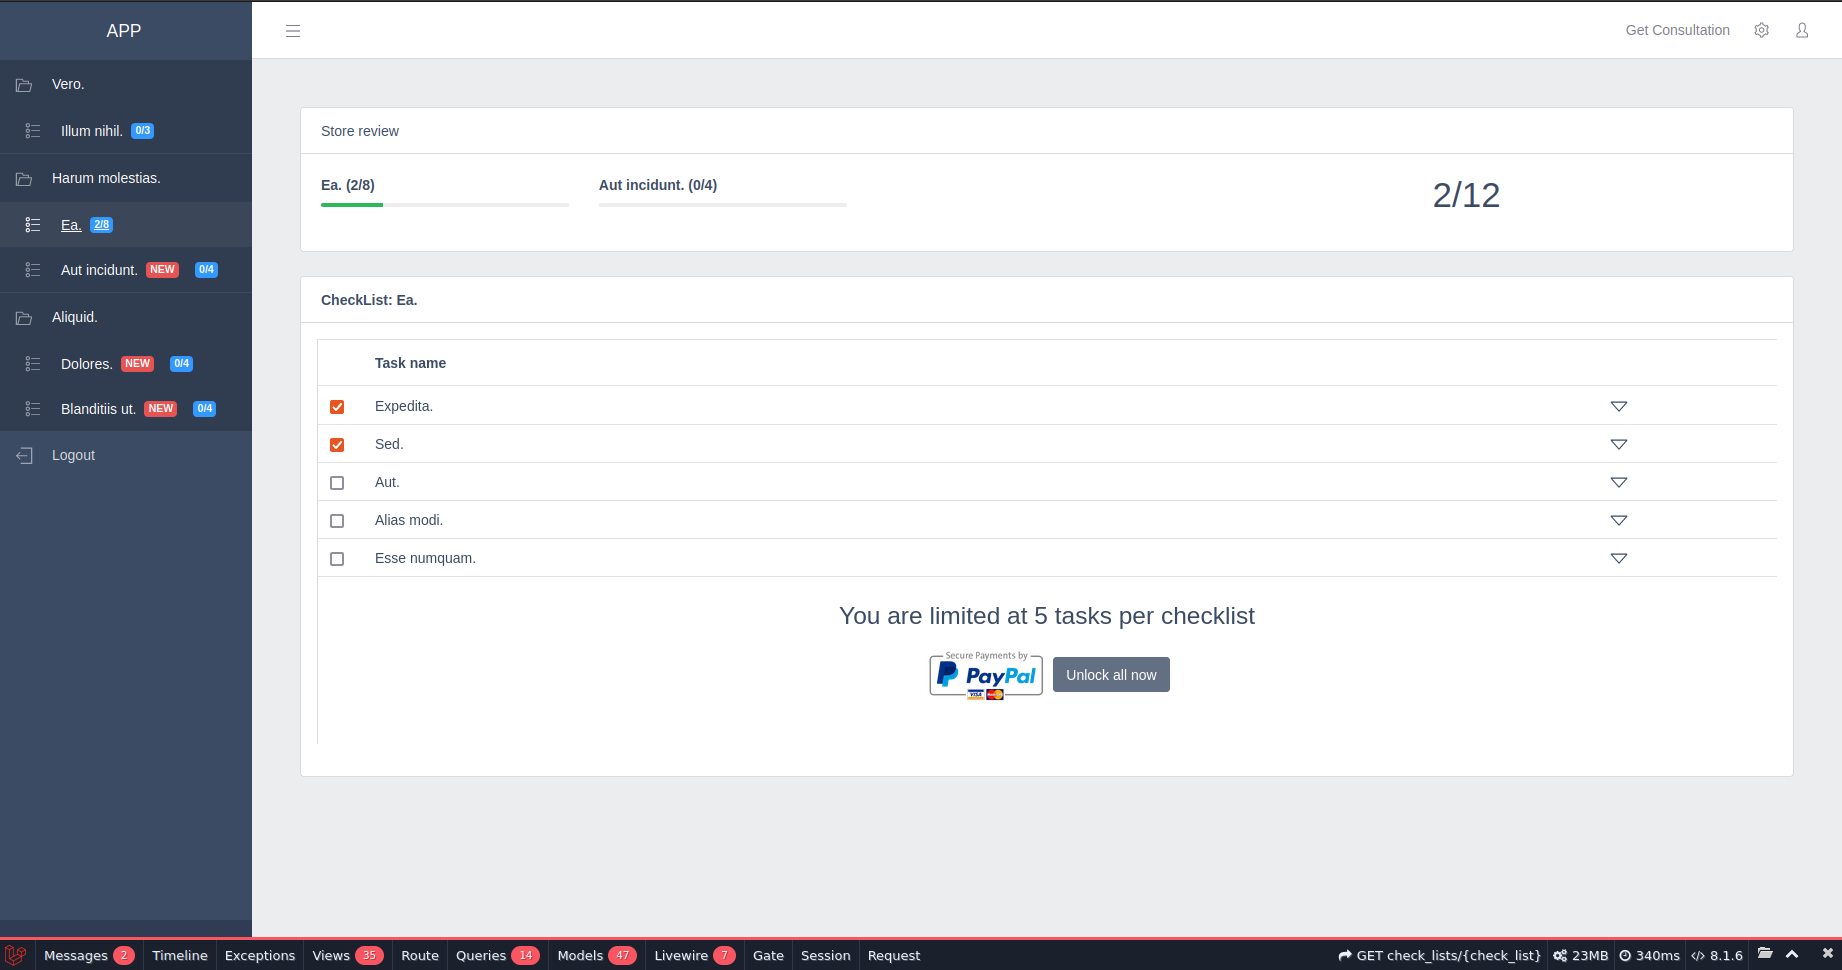 APP
Get Consultation
Vero.
Illum nihil. 0/3
Harum molestias.
Ea. 2/8
Aut incidunt. NEW 0/4
Aliquid.
Dolores. NEW 0/4
Blanditiis ut. NEW 0/4
Logout
Store review
Ea. (2/8) Aut incidunt. (0/4) 2/12
CheckList: Ea.
Task name
Expedita.
Sed.
Aut.
Alias modi.
Esse numquam.
You are limited at 5 tasks per checklist
Secure Payments by
PayPal
VISA
Unlock all now
Messages 2 Timeline Exceptions Views 35 Route Queries 14 Models 47 Livewire 7 Gate Session Request GET check_lists/{check_list} 23MB 340ms 8.1.6